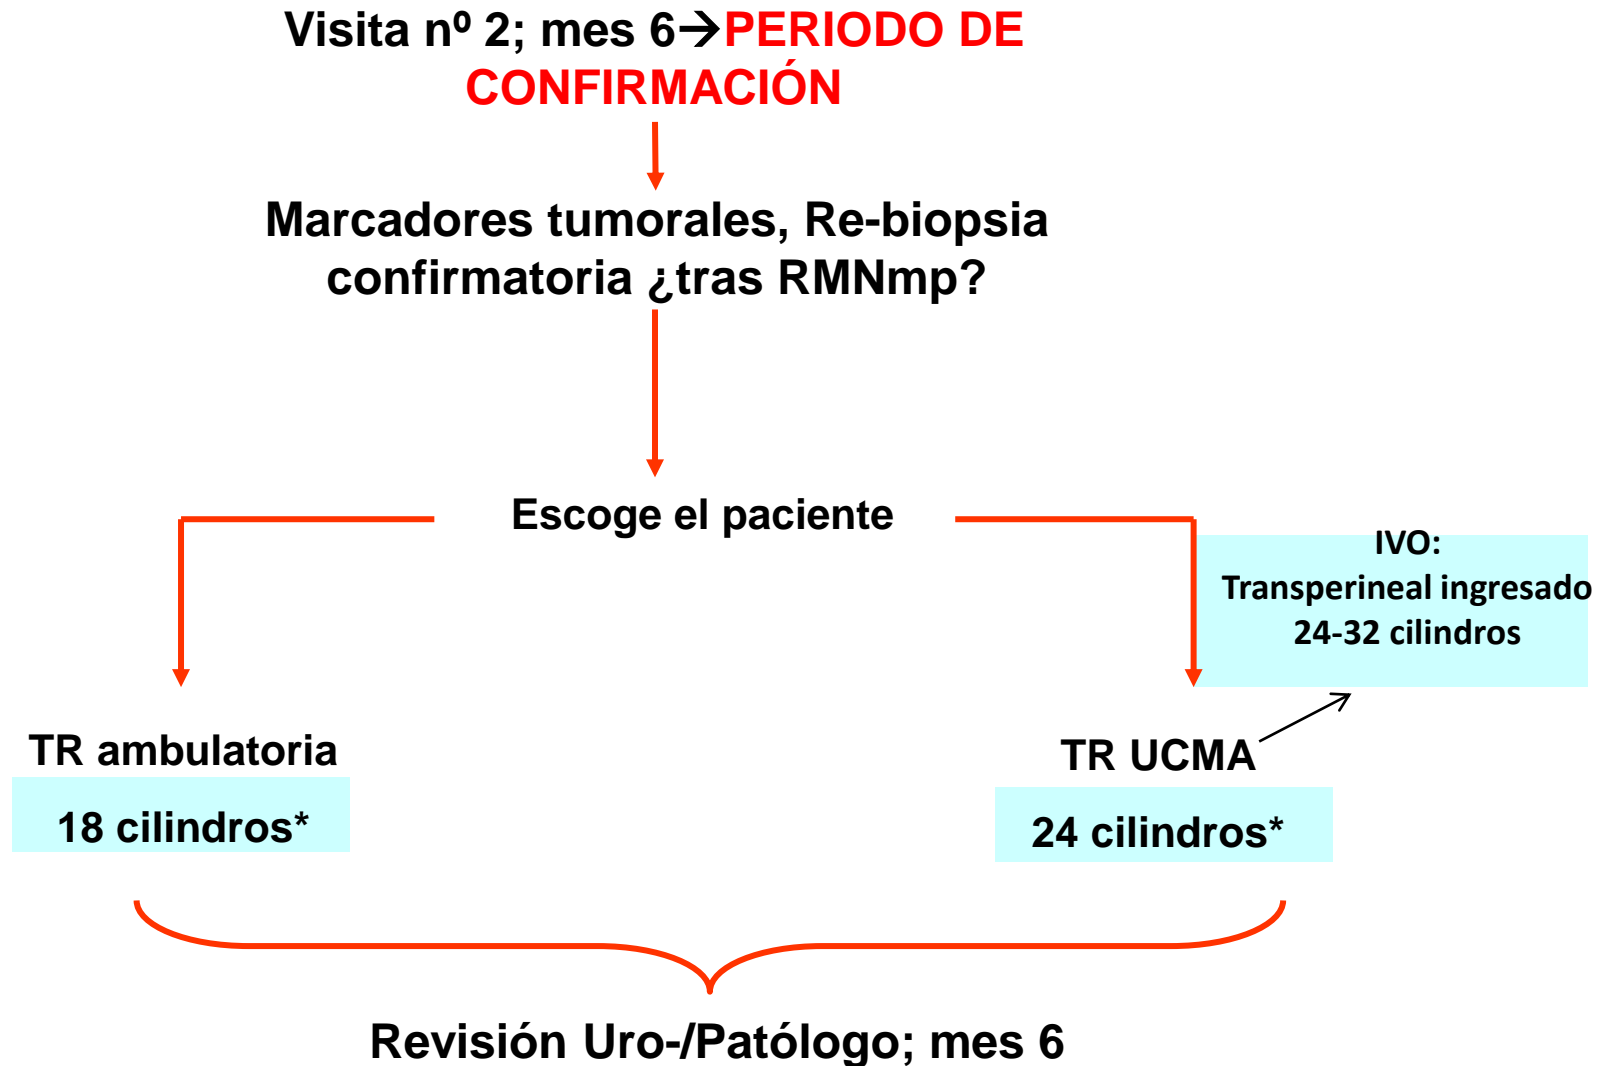 Visita nº 2; mes 6→PERIODO DE
CONFIRMACIÓN
Marcadores tumorales, Re-biopsia
confirmatoria ¿tras RMNmp?
Escoge el paciente
IVO:
Transperineal ingresado
24-32 cilindros
TR ambulatoria
18 cilindros*
TR UCMA
24 cilindros*
Revisión Uro-/Patólogo; mes 6